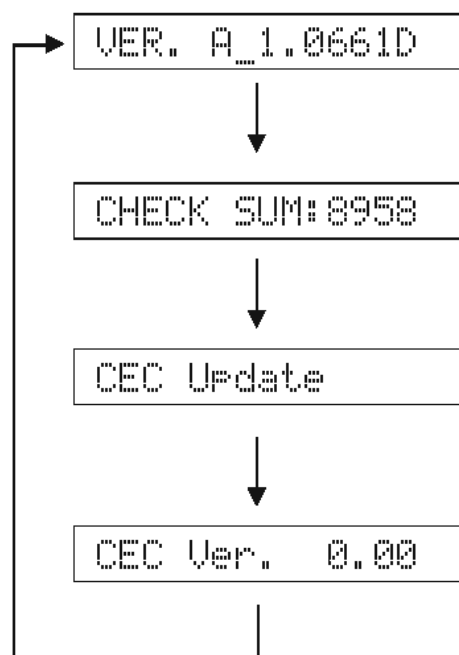 VER. A_1.0661D
CHECK SUM:8958
CEC Update
CEC Ver. 0.00